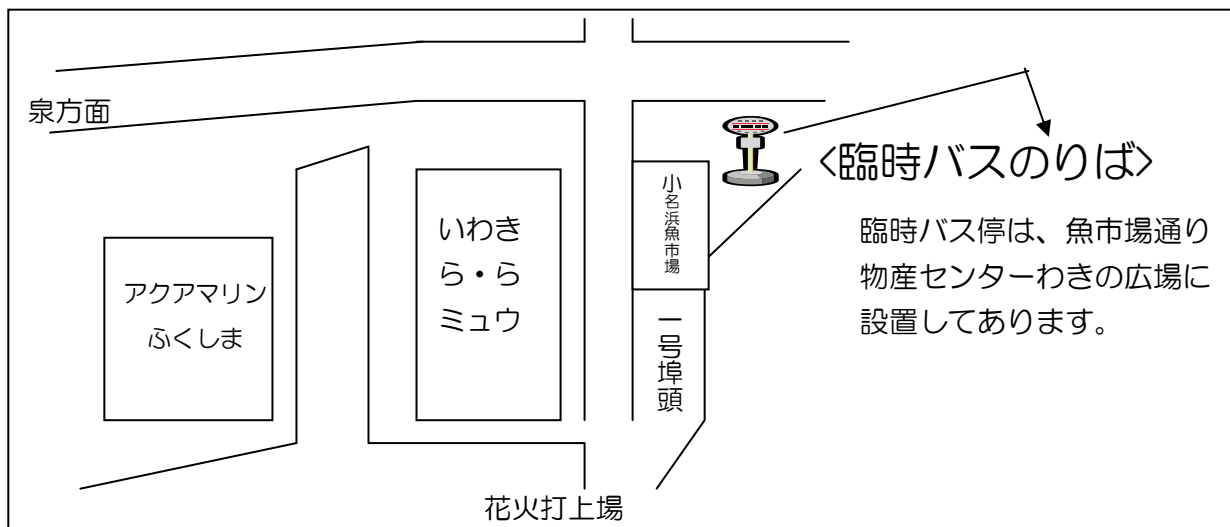 泉方面
<臨時バスのりば>
小名浜魚市場
いわき
ら・ら
ミュウ
臨時バス停は、魚市場通り
物産センターわきの広場に
設置してあります。
アクアマリン
ふくしま
一号埠頭
花火打上場